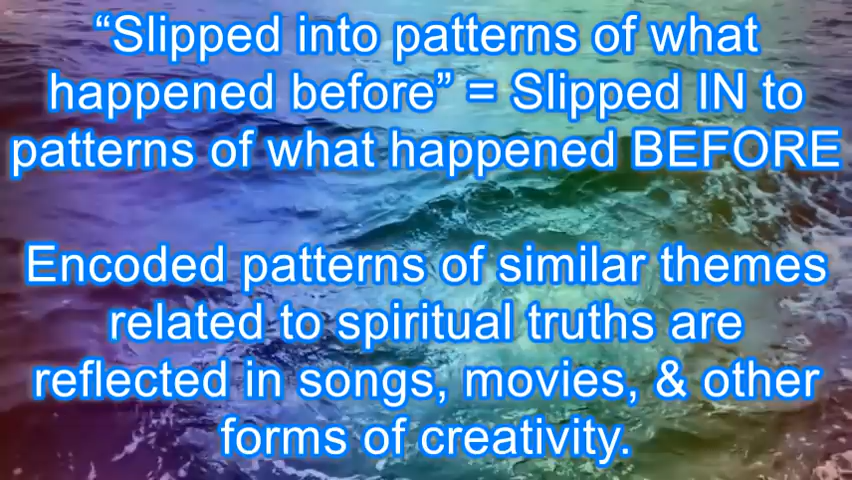 “Slipped into patterns of what
happened before” = Slipped IN to
patterns of what happened BEFORE
Encoded patterns of similar themes
related to spiritual truths are
reflected in songs, movies, & other
forms of creativity.